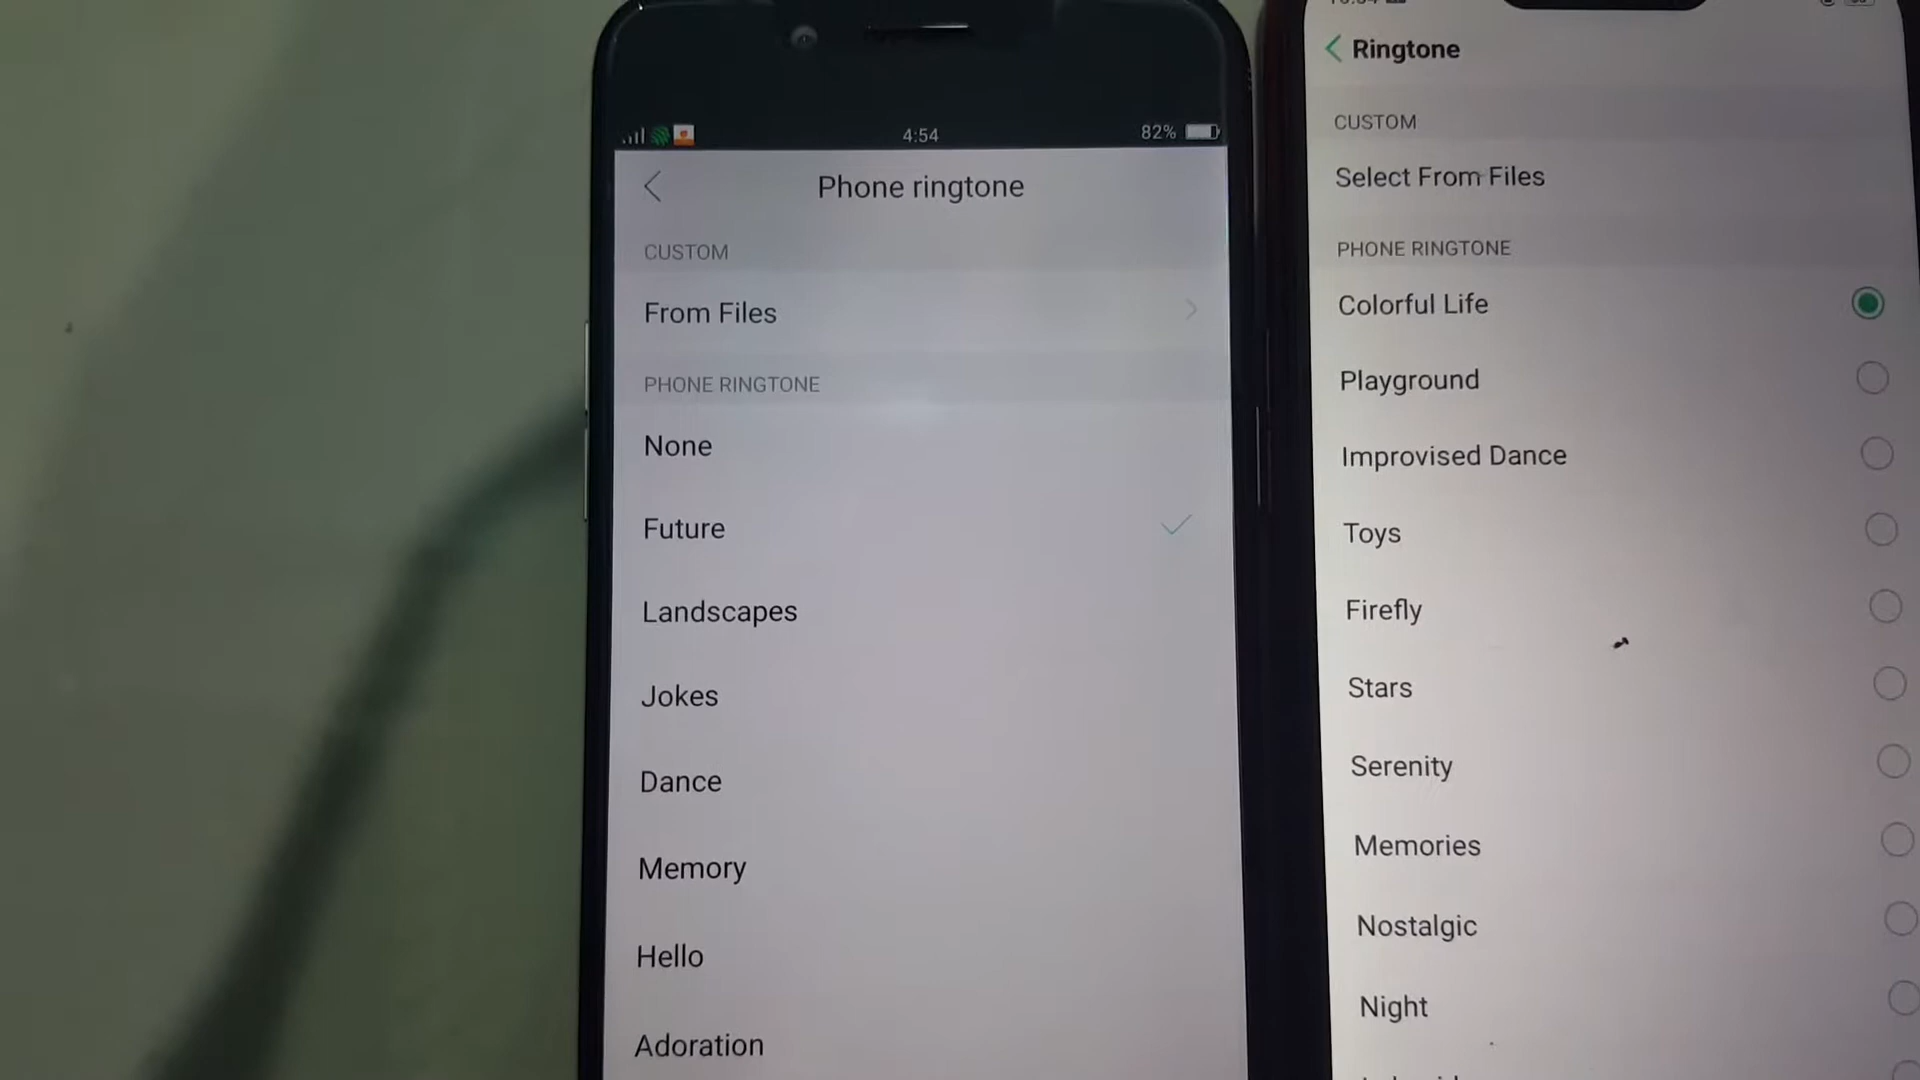 4:54
82%
Phone ringtone
CUSTOM
From Files
PHONE RINGTONE
None
Future
Landscapes
Jokes
Dance
Memory
Hello
Adoration
Ringtone
CUSTOM
Select From Files
PHONE RINGTONE
Colorful Life
Playground
Improvised Dance
Toys
Firefly
Stars
Serenity
Memories
Nostalgic
Night